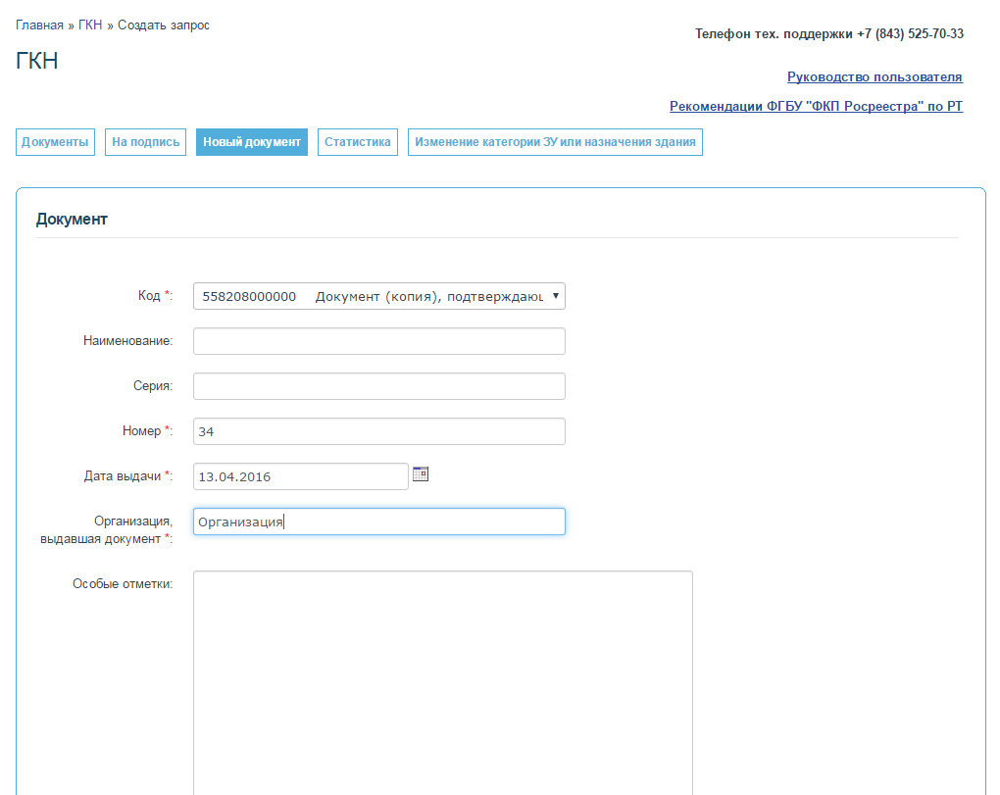 Главная » ГКН » Создать запрос
Телефон тех. поддержки +7 (843) 525-70-33
ГКН
Руководство пользователя
Рекомендации ФГБУ "ФКП Росреестра" по РТ
Документы На подпись Новый документ Статистика Изменение категории ЗУ или назначения здания
Документ
Код *: 558208000000 Документ (копия), подтверждающ
Наименование:
Серия:
Номер *: 34
Дата выдачи *: 13.04.2016
Организация, выдавшая документ *: Организация
Особые отметки: